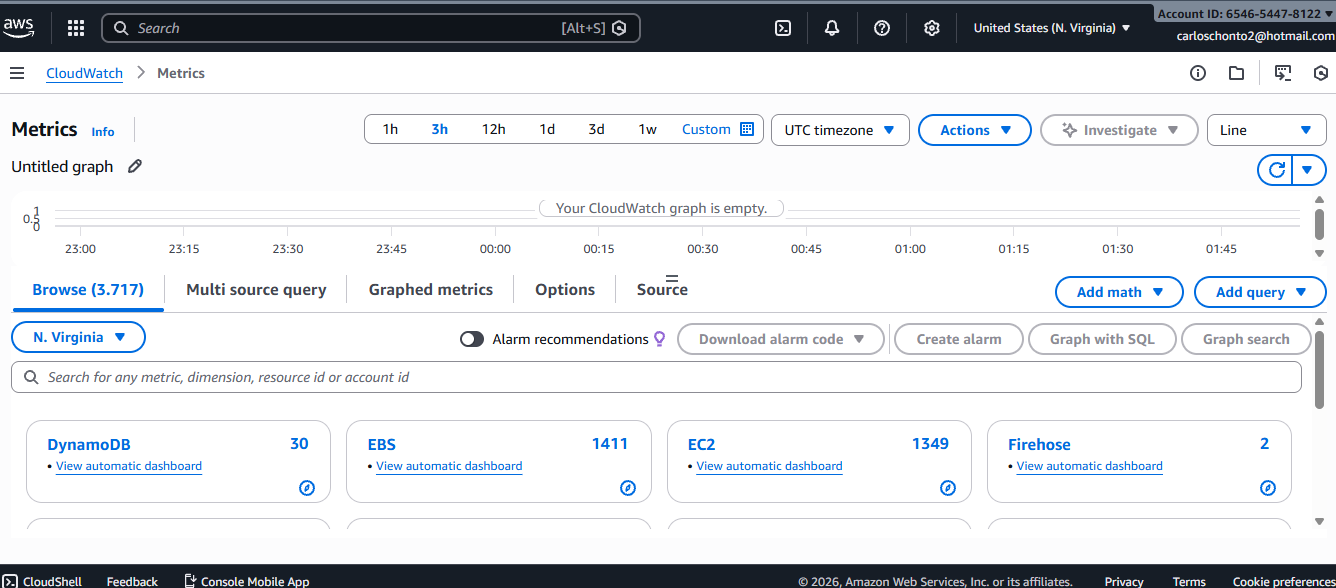 aws
Search [Alt+S]
United States (N. Virginia)
Account ID: 6546-5447-8122
carloschonto2@hotmail.com
CloudWatch > Metrics
Metrics Info
1h 3h 12h 1d 3d 1w Custom
UTC timezone
Actions
Investigate
Line
Untitled graph
1
0.5
0
Your CloudWatch graph is empty.
23:00 23:15 23:30 23:45 00:00 00:15 00:30 00:45 01:00 01:15 01:30 01:45
Browse (3.717) Multi source query Graphed metrics Options Source
Add math
Add query
N. Virginia
Alarm recommendations
Download alarm code
Create alarm
Graph with SQL
Graph search
Search for any metric, dimension, resource id or account id
DynamoDB 30
• View automatic dashboard
EBS 1411
• View automatic dashboard
EC2 1349
• View automatic dashboard
Firehose 2
• View automatic dashboard
CloudShell Feedback Console Mobile App
© 2026, Amazon Web Services, Inc. or its affiliates. Privacy Terms Cookie preferences